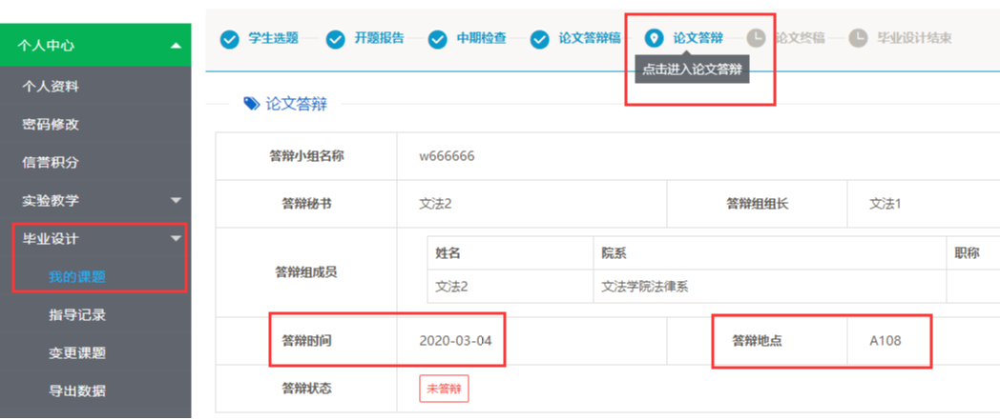 个人中心
个人资料
密码修改
信誉积分
实验教学
毕业设计
我的课题
指导记录
变更课题
导出数据
学生选题 开题报告 中期检查 论文答辩稿 论文答辩 论文终稿 毕业设计结束
点击进入论文答辩
论文答辩
答辩小组名称 w666666
答辩秘书 文法2 答辩组组长 文法1
答辩组成员
姓名 院系 职称
文法2 文法学院法律系
答辩时间 2020-03-04 答辩地点 A108
答辩状态 未答辩